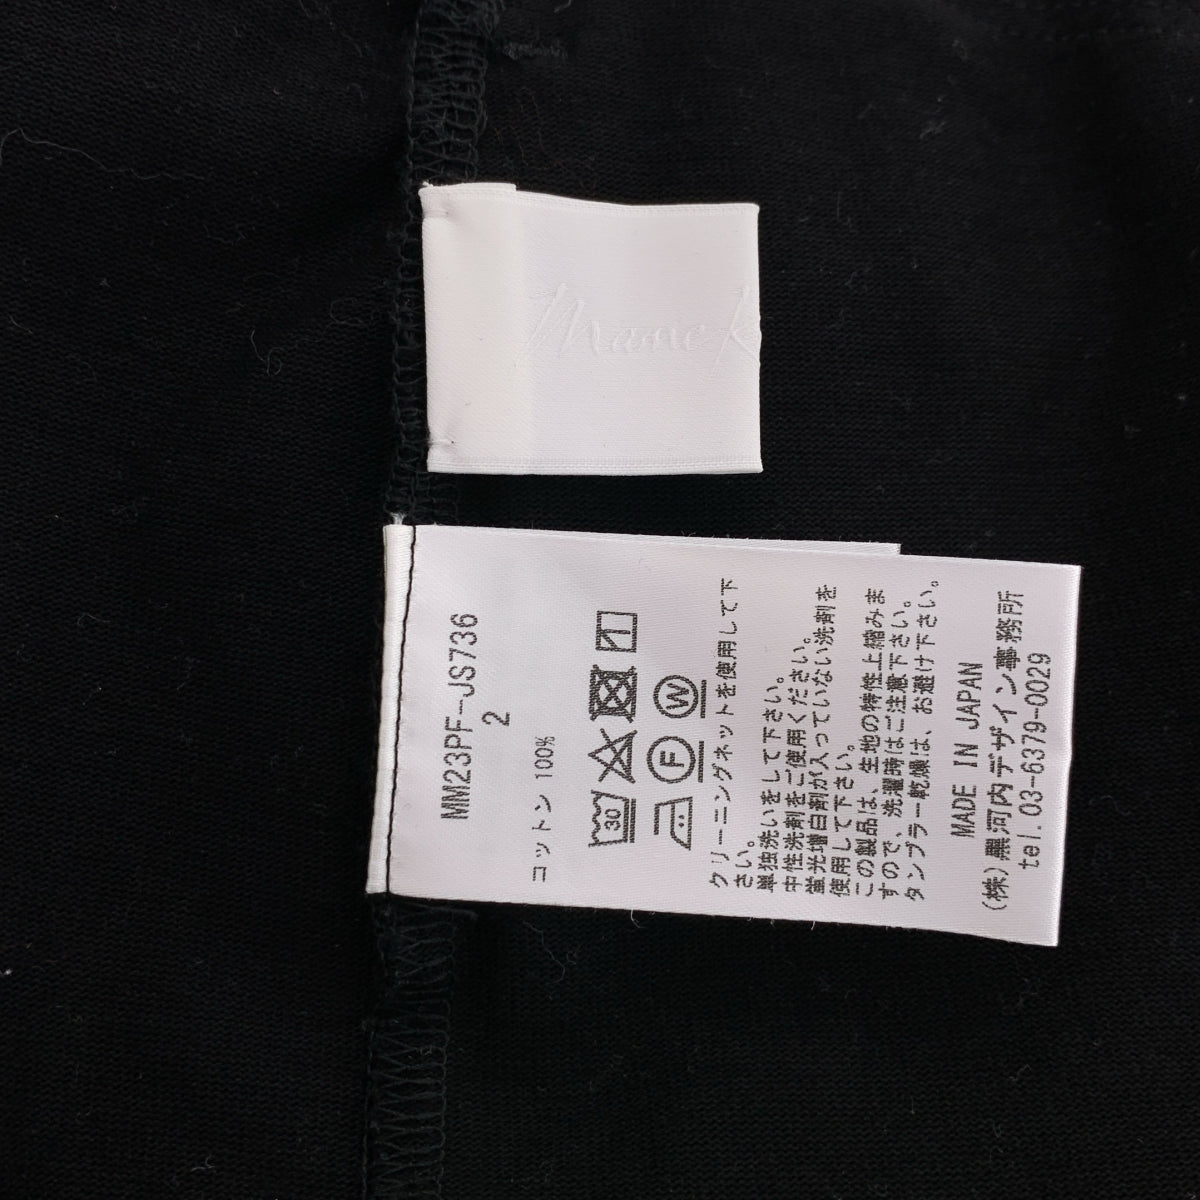 Mame K
MM23PF-JS736
2
コットン 100%
30
F W
クリーニングネットを使用して下
さい。
単独洗いをして下さい。
中性洗剤をご使用ください。
蛍光増白剤が入っていない洗剤を
使用して下さい。
この製品は、生地の特性上縮みま
すので、洗濯時はご注意下さい。
タンブラー乾燥は、お避け下さい。
MADE IN JAPAN
(株)黒河内デザイン事務所
tel.03-6379-0029